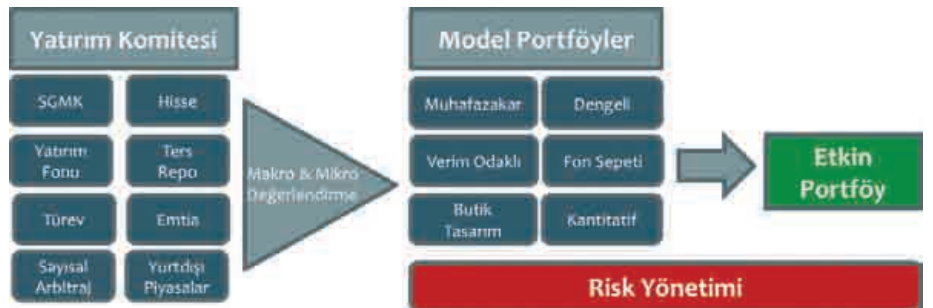 Yatırım Komitesi
SGMK
Hisse
Yatırım
Fonu
Ters
Repo
Türev
Emtia
Sayısal
Arbitraj
Yurtdışı
Piyasalar
Makro & Mikro
Değerlendirme
Model Portföyler
Muhafazakar
Dengeli
Verim Odaklı
Fon Sepeti
Butik
Tasarım
Kantitatif
Risk Yönetimi
Etkin
Portföy